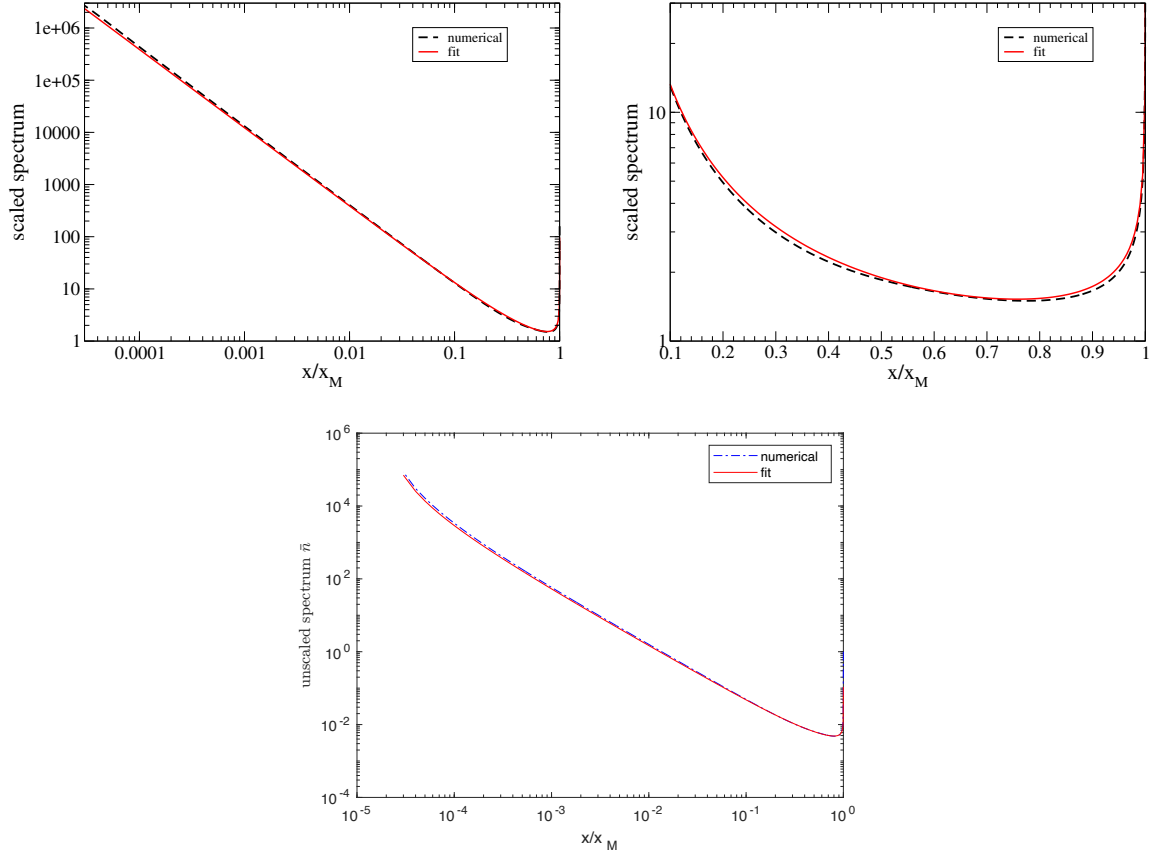 scaled spectrum
1e+06
1e+05
10000
1000
100
10
1
0.0001
0.001
0.01
0.1
1
x/x_M
numerical
fit
scaled spectrum
10
1
0.1
0.2
0.3
0.4
0.5
0.6
0.7
0.8
0.9
1
x/x_M
numerical
fit
unscaled spectrum n̄
10^6
10^4
10^2
10^0
10^-2
10^-4
10^-5
10^-4
10^-3
10^-2
10^-1
10^0
x/x_M
numerical
fit